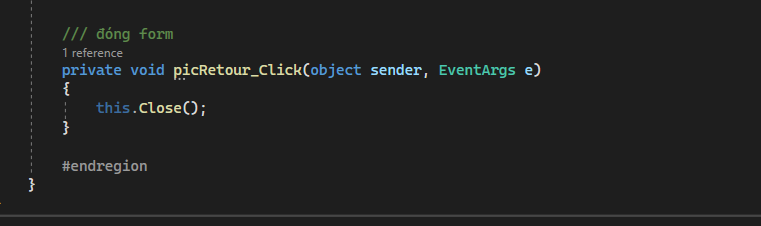 /// đóng form
1 reference
private void picRetour_Click(object sender, EventArgs e)
{
this.Close();
}
#endregion
}